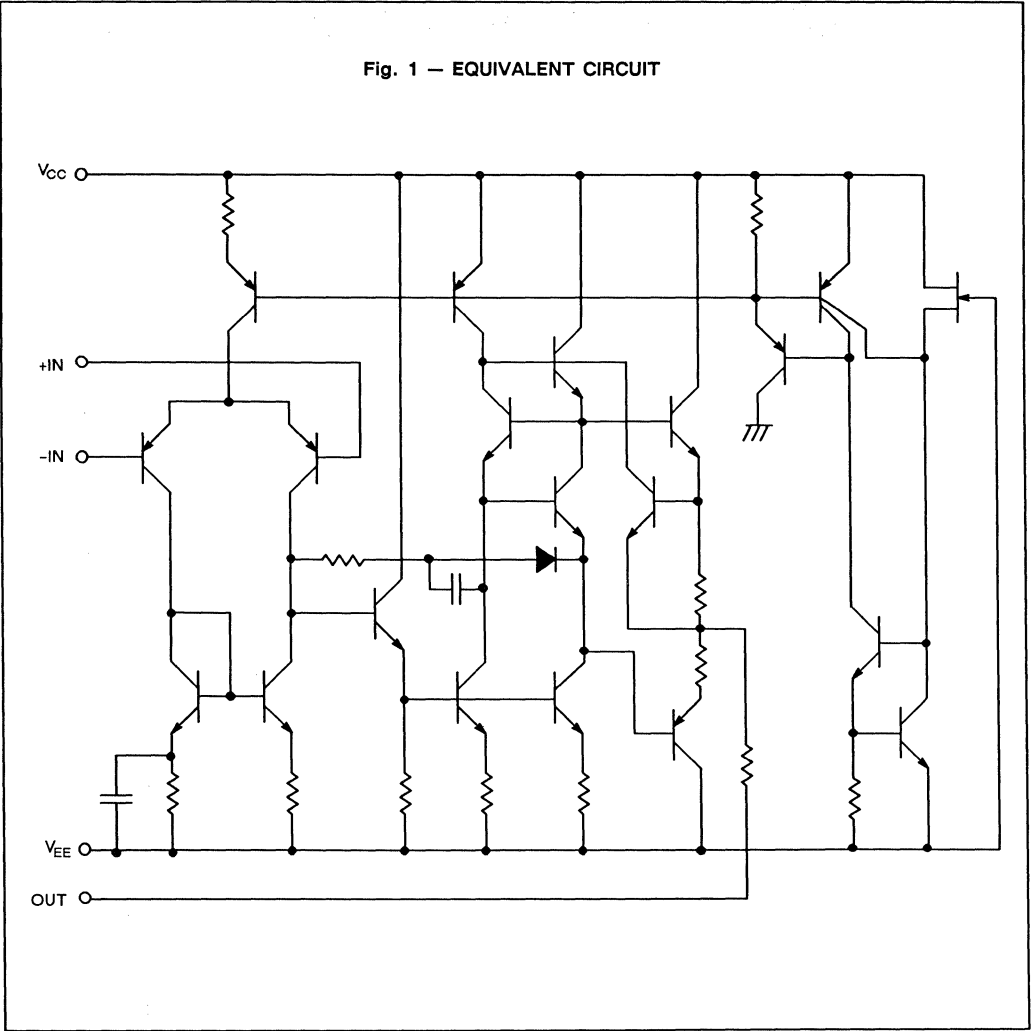 Fig. 1 — EQUIVALENT CIRCUIT
VCC
+IN
−IN
VEE
OUT